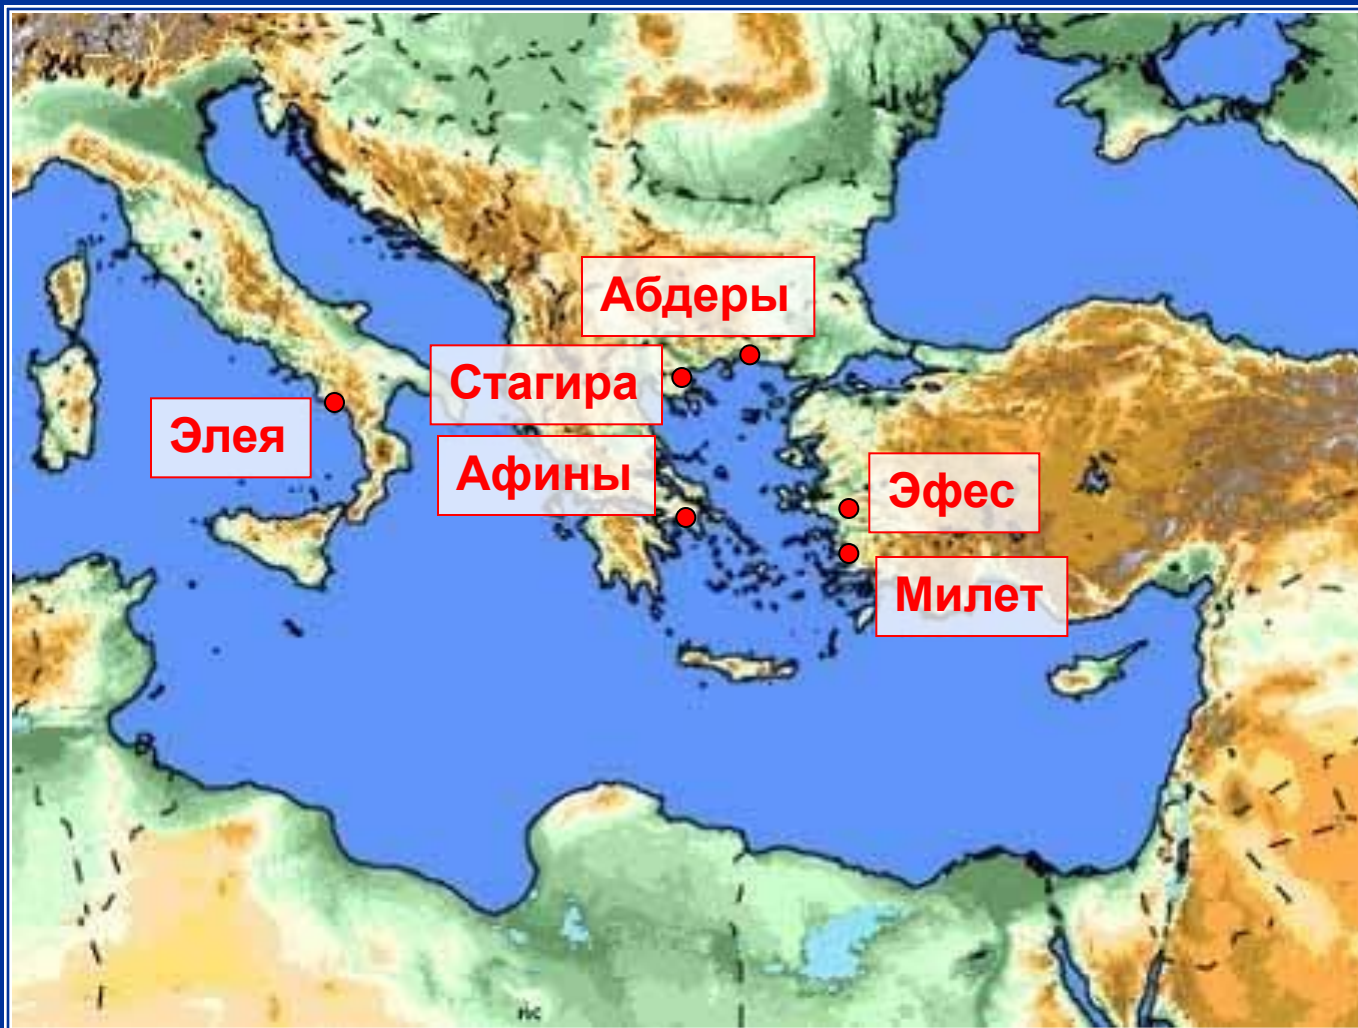 Абдеры
Стагира
Элея
Афины
Эфес
Милет